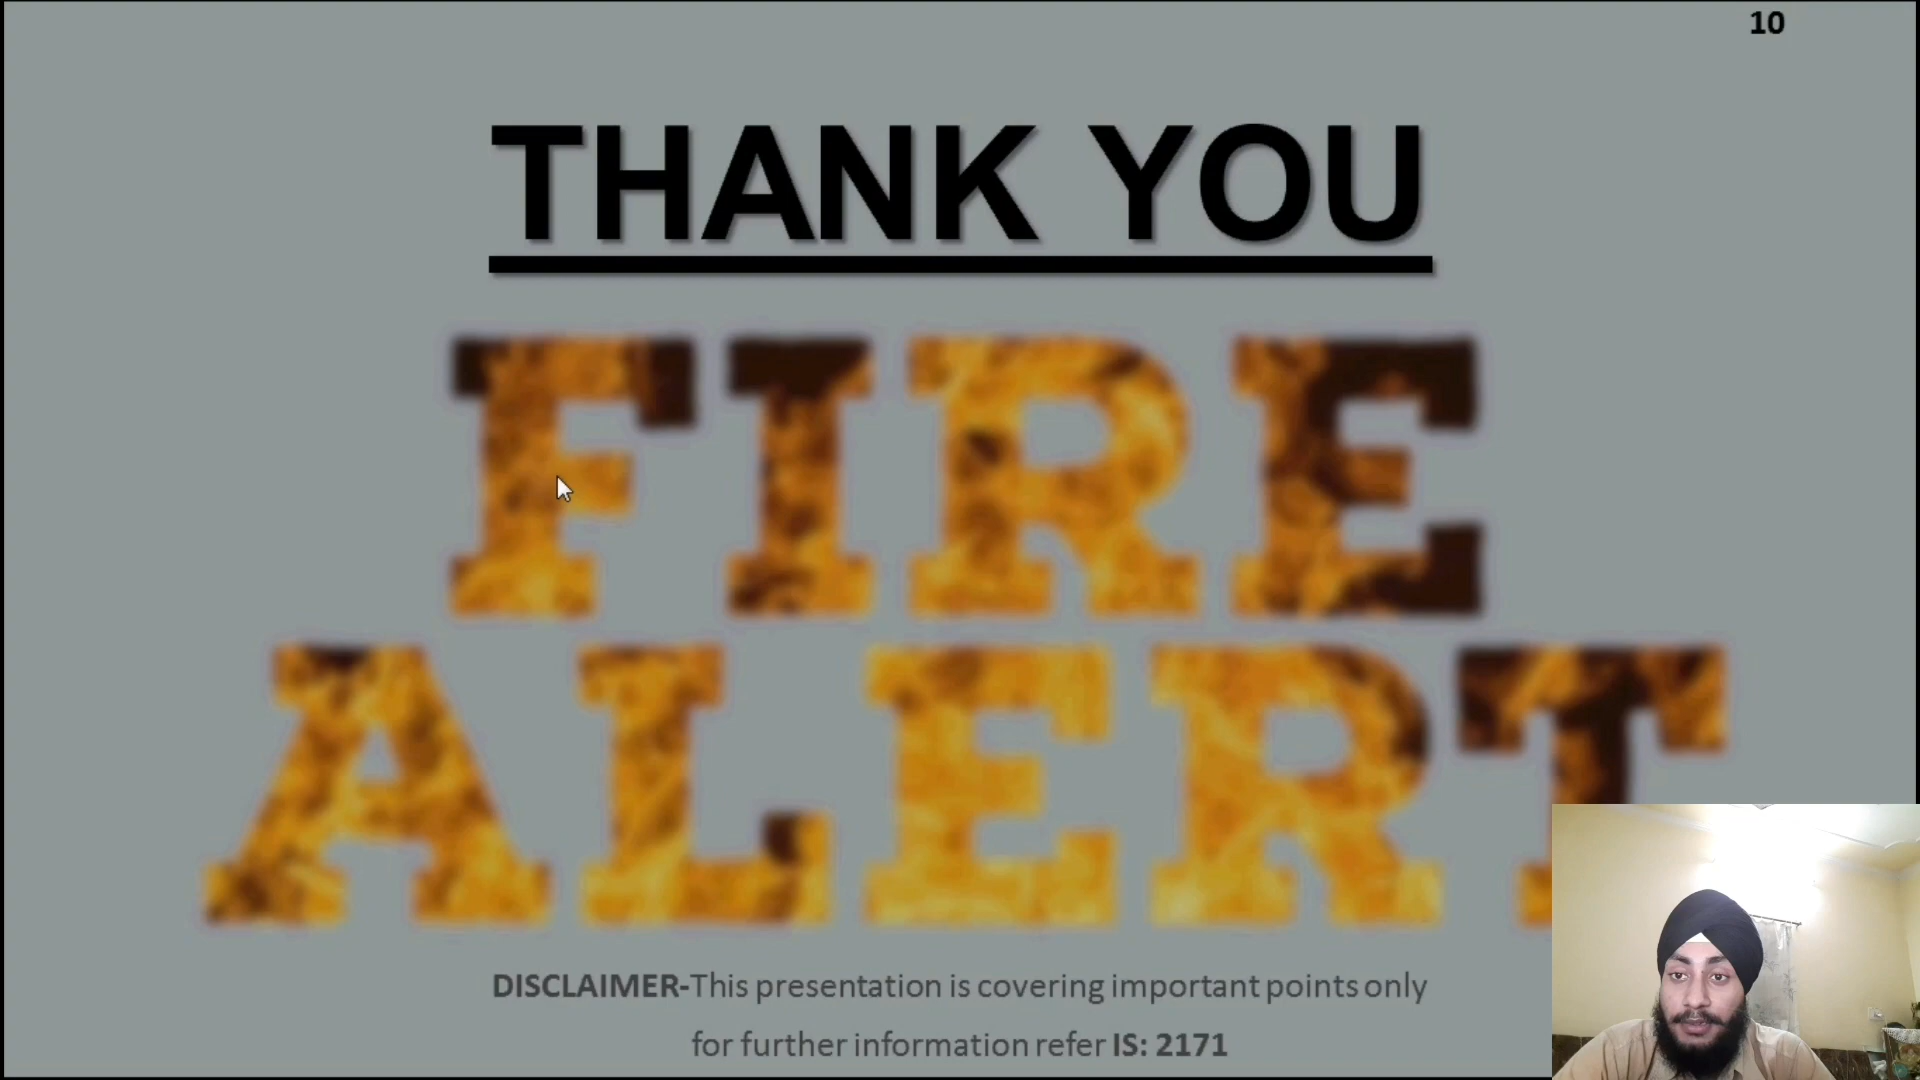 10
THANK YOU
FIRE
ALERT
DISCLAIMER-This presentation is covering important points only
for further information refer IS: 2171